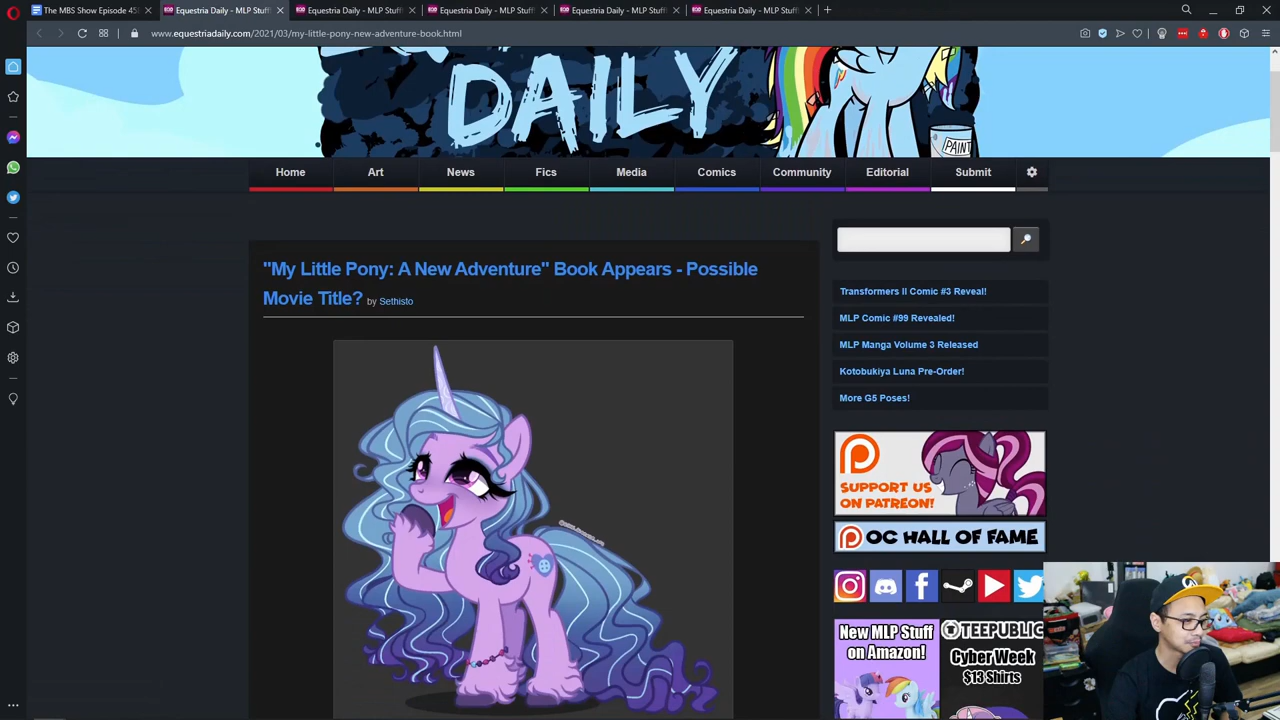 The MBS Show Episode 45
Equestria Daily - MLP Stuff!
Equestria Daily - MLP Stuff!
Equestria Daily - MLP Stuff!
Equestria Daily - MLP Stuff!
Equestria Daily - MLP Stuff!
www.equestriadaily.com/2021/03/my-little-pony-new-adventure-book.html
DAILY
PAINT
Home
Art
News
Fics
Media
Comics
Community
Editorial
Submit
"My Little Pony: A New Adventure" Book Appears - Possible
Movie Title? by Sethisto
Transformers II Comic #3 Reveal!
MLP Comic #99 Revealed!
MLP Manga Volume 3 Released
Kotobukiya Luna Pre-Order!
More G5 Poses!
SUPPORT US
ON PATREON!
OC HALL OF FAME
New MLP Stuff
on Amazon!
TEEPUBLIC
Cyber Week
$13 Shirts